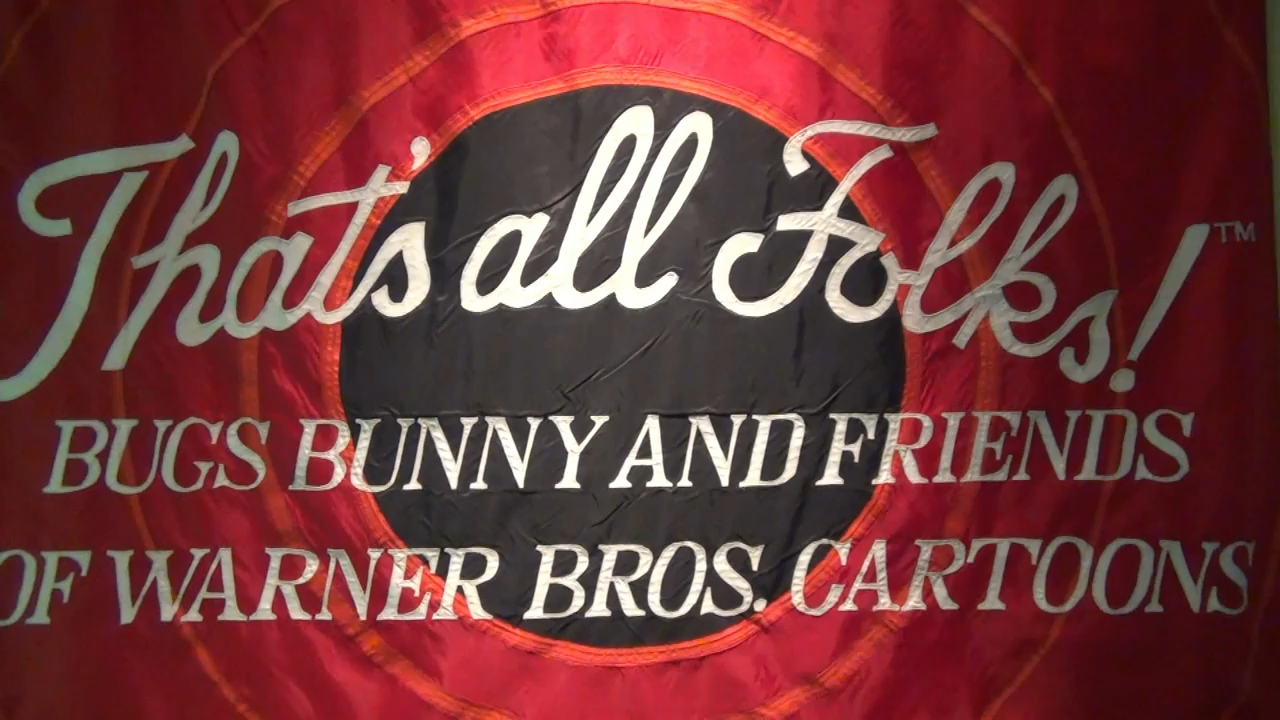 That's all Folks!™
BUGS BUNNY AND FRIENDS
OF WARNER BROS. CARTOONS